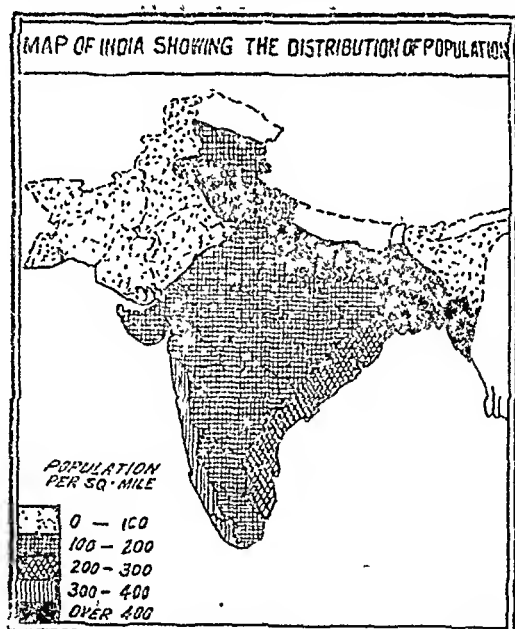 MAP OF INDIA SHOWING THE DISTRIBUTION OF POPULATION
POPULATION
PER SQ. MILE
0 — 100
100 — 200
200 — 300
300 — 400
OVER 400